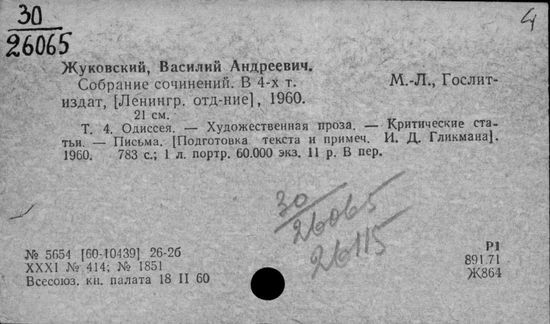 30
26065
4
Жуковский, Василий Андреевич.
Собрание сочинений. В 4-х т. М.-Л., Гослит-
издат, [Ленингр. отд-ние], 1960.
21 см.
Т. 4. Одиссея. — Художественная проза. — Критические ста-
тьи. — Письма. [Подготовка текста и примеч. И. Д. Гликмана].
1960. 783 с.; 1 л. портр. 60.000 экз. 11 р. В пер.
30
26065
26115
№ 5654 [60-10439] 26-2б
XXXI № 414; № 1851
Всесоюз. кн. палата 18 II 60
Р1
891.71
Ж864